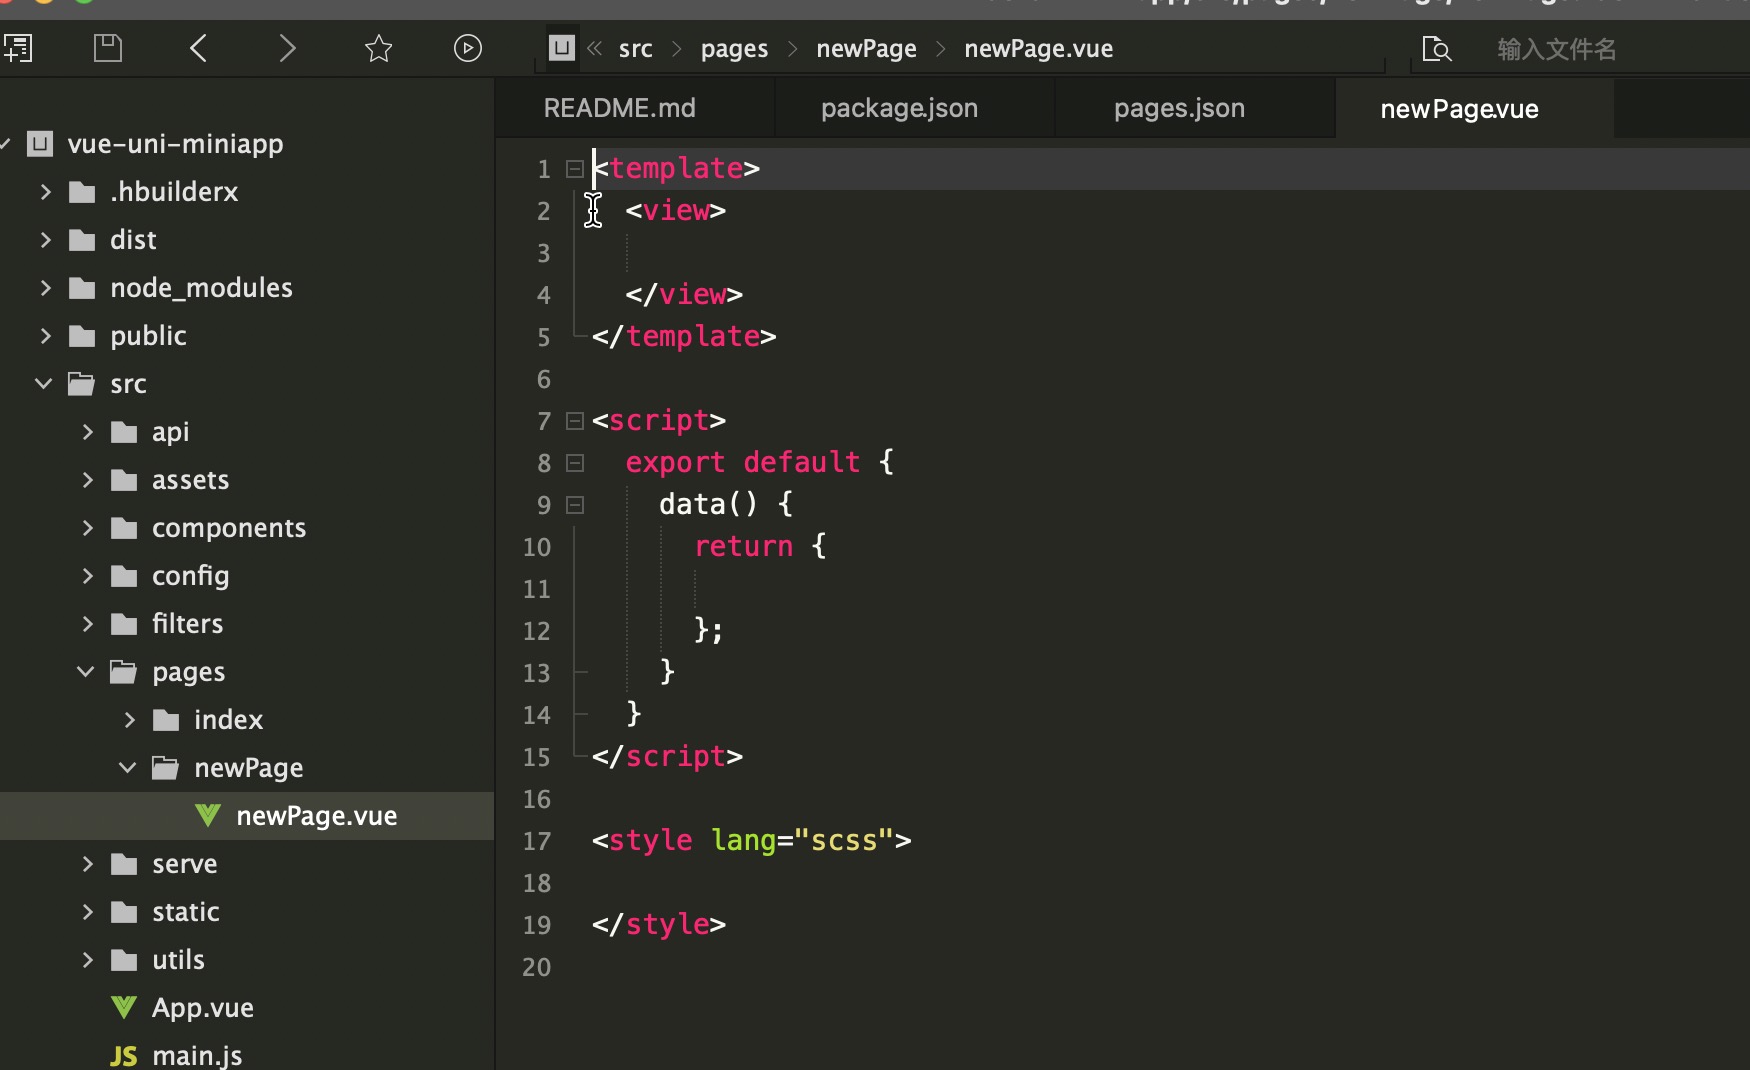 src > pages > newPage > newPage.vue
输入文件名
README.md
package.json
pages.json
newPage.vue
vue-uni-miniapp
.hbuilderx
dist
node_modules
public
src
api
assets
components
config
filters
pages
index
newPage
newPage.vue
serve
static
utils
App.vue
JS main.js
1 <template>
2 <view>
3
4 </view>
5 </template>
6
7 <script>
8 export default {
9 data() {
10 return {
11
12 };
13 }
14 }
15 </script>
16
17 <style lang="scss">
18
19 </style>
20